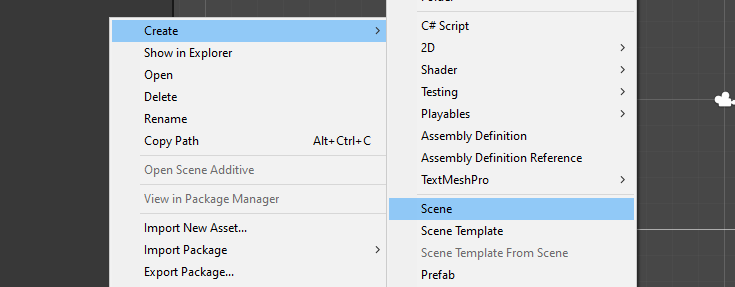 Create
Show in Explorer
Open
Delete
Rename
Copy Path Alt+Ctrl+C
Open Scene Additive
View in Package Manager
Import New Asset...
Import Package
Export Package...
C# Script
2D
Shader
Testing
Playables
Assembly Definition
Assembly Definition Reference
TextMeshPro
Scene
Scene Template
Scene Template From Scene
Prefab